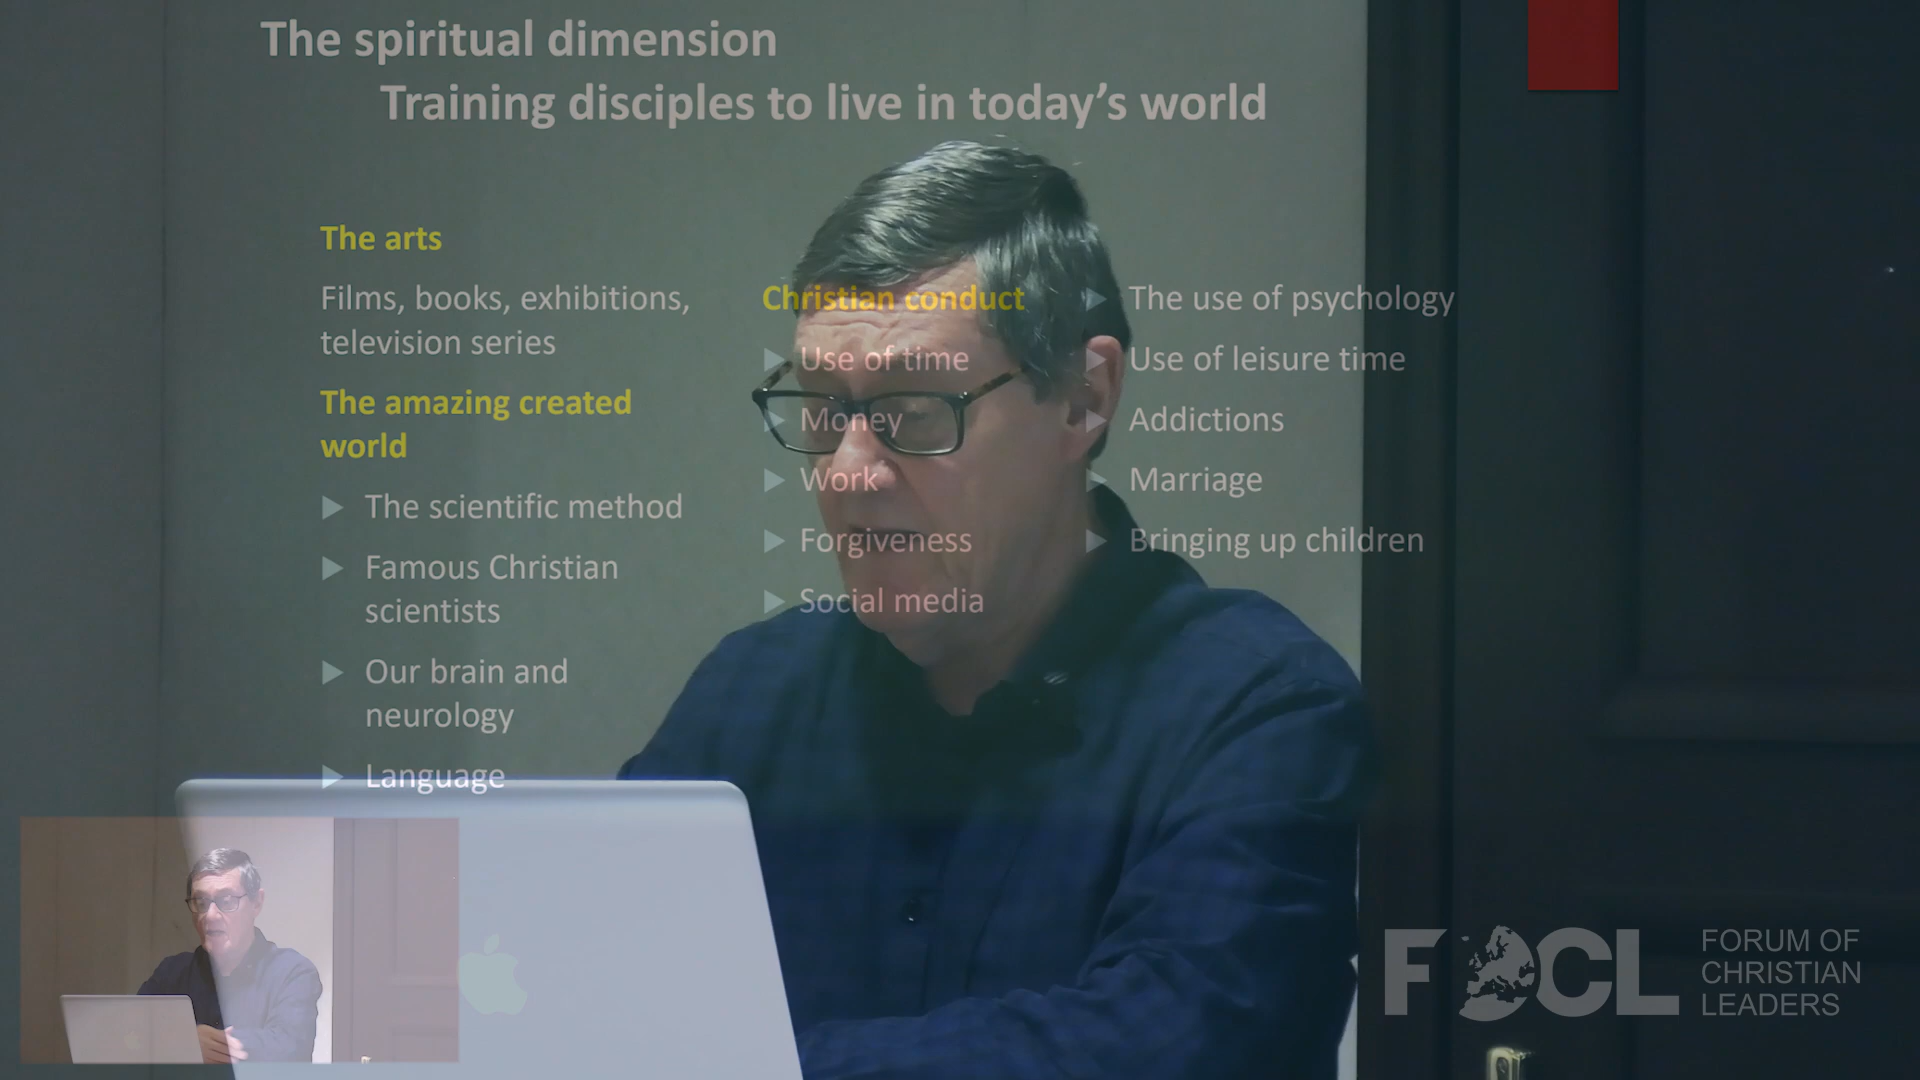 The spiritual dimension
Training disciples to live in today’s world
The arts
Films, books, exhibitions,
television series
The amazing created
world
The scientific method
Famous Christian
scientists
Our brain and
neurology
Language
Christian conduct
Use of time
Money
Work
Forgiveness
Social media
The use of psychology
Use of leisure time
Addictions
Marriage
Bringing up children
FOCL
FORUM OF
CHRISTIAN
LEADERS